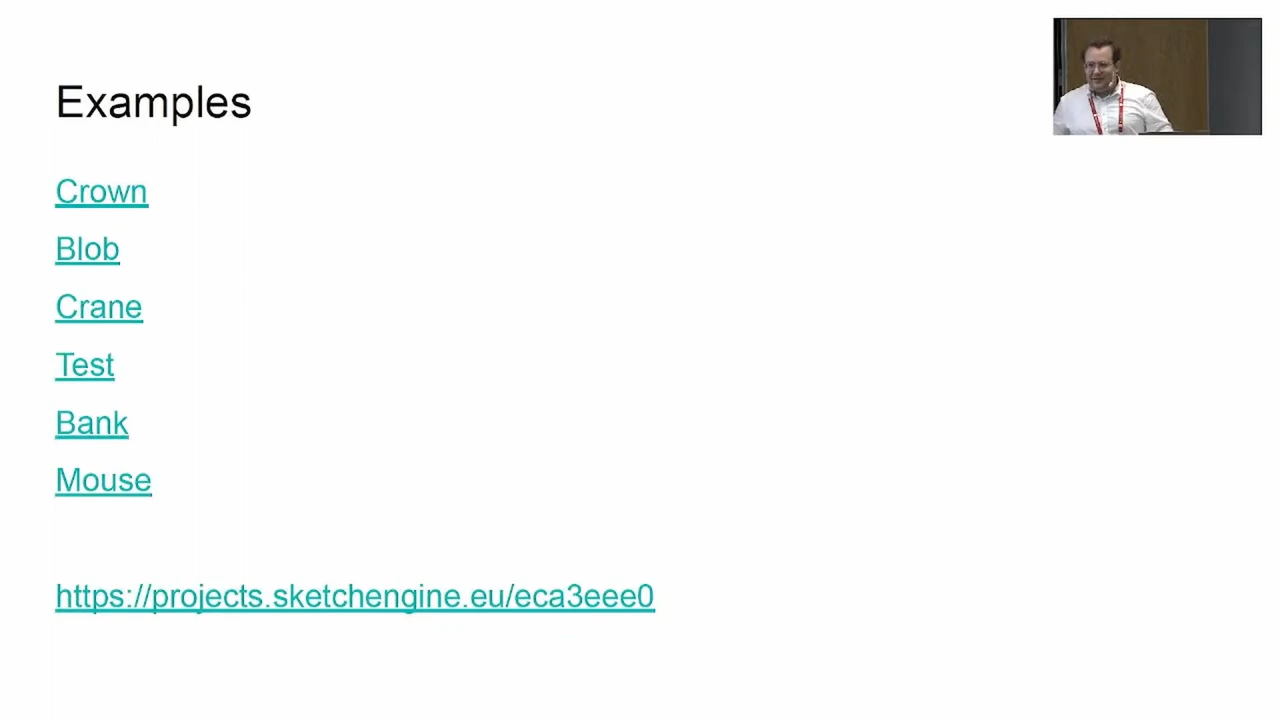 Examples
Crown
Blob
Crane
Test
Bank
Mouse
https://projects.sketchengine.eu/eca3eee0